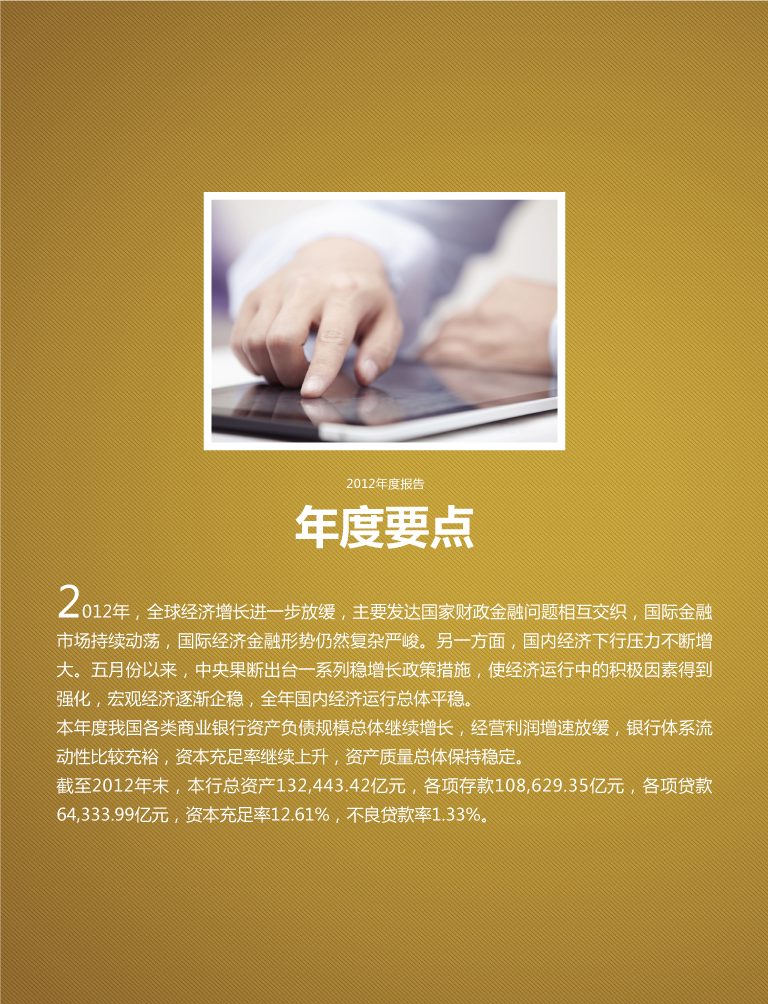 2012年度报告
年度要点
2012年，全球经济增长进一步放缓，主要发达国家财政金融问题相互交织，国际金融
市场持续动荡，国际经济金融形势仍然复杂严峻。另一方面，国内经济下行压力不断增
大。五月份以来，中央果断出台一系列稳增长政策措施，使经济运行中的积极因素得到
强化，宏观经济逐渐企稳，全年国内经济运行总体平稳。
本年度我国各类商业银行资产负债规模总体继续增长，经营利润增速放缓，银行体系流
动性比较充裕，资本充足率继续上升，资产质量总体保持稳定。
截至2012年末，本行总资产132,443.42亿元，各项存款108,629.35亿元，各项贷款
64,333.99亿元，资本充足率12.61%，不良贷款率1.33%。